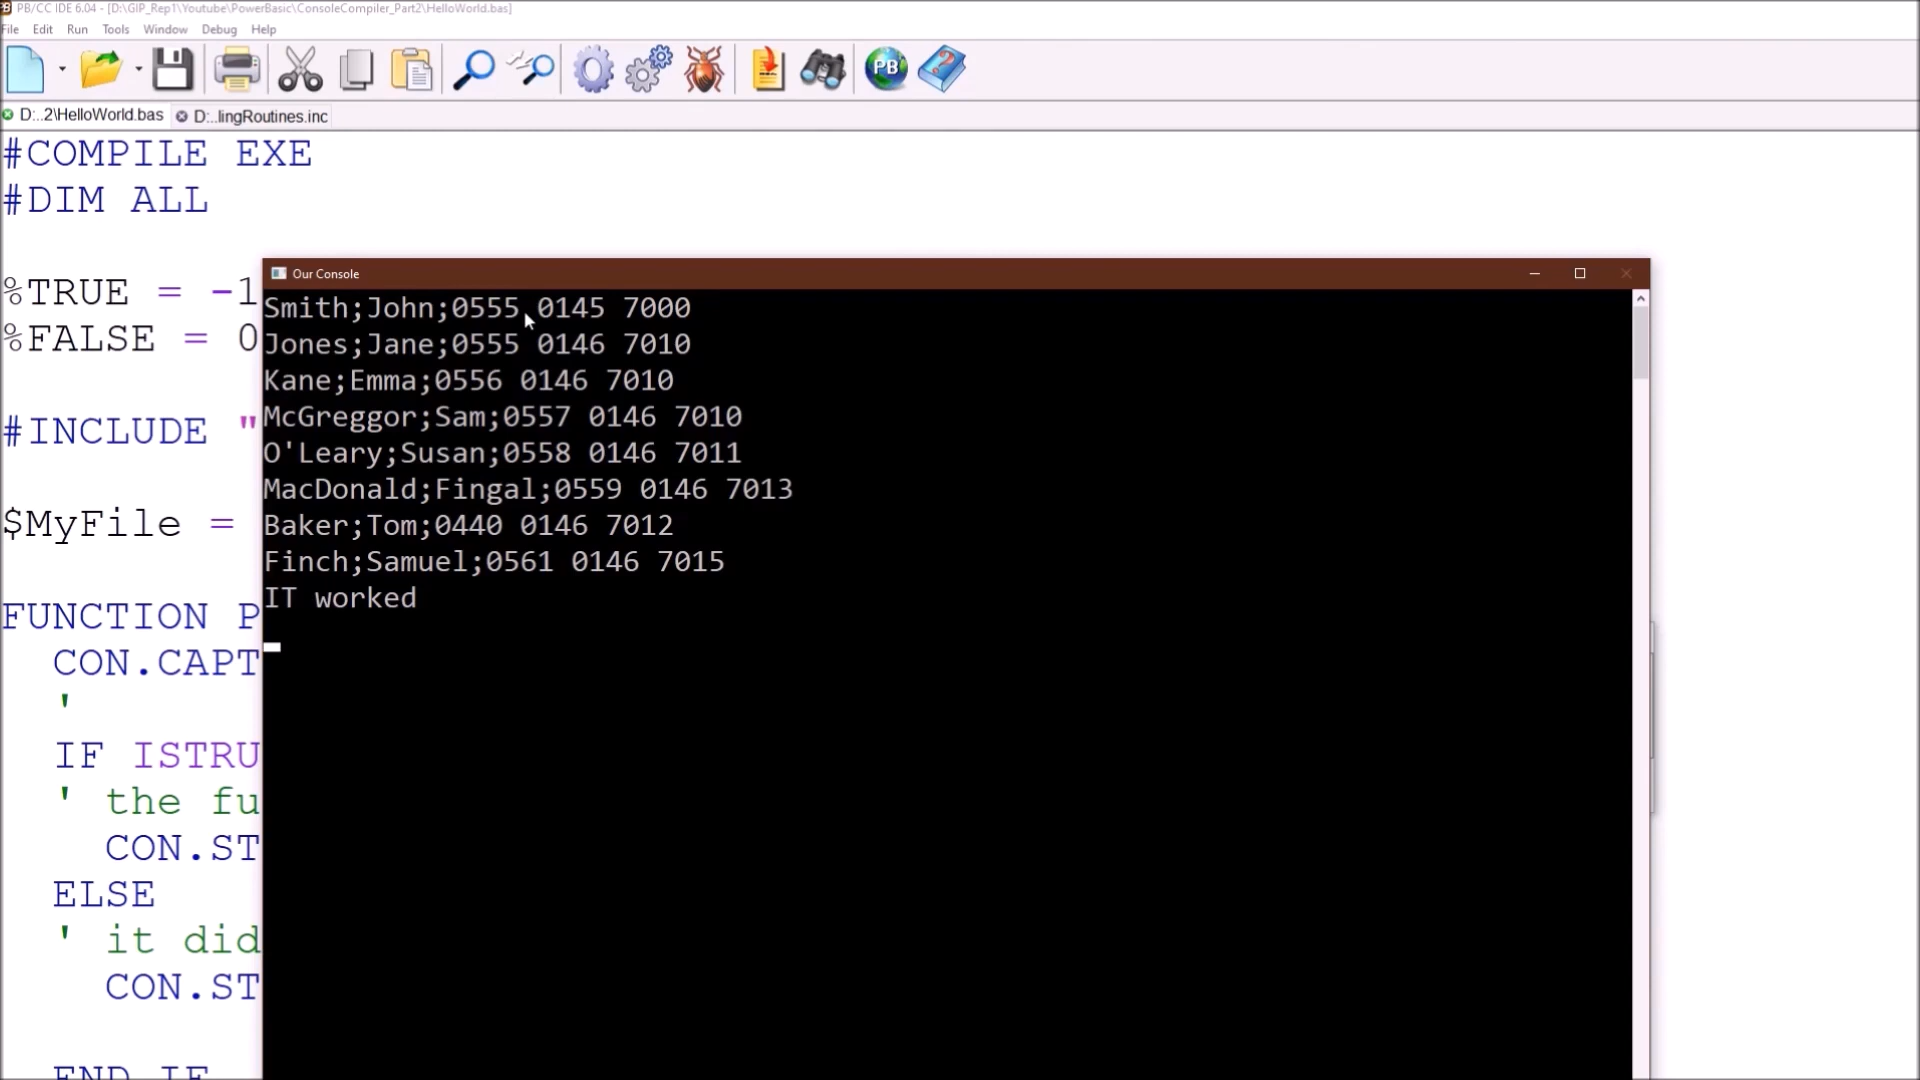 PB/CC IDE 6.04 - [D:\GIP_Rep1\Youtube\PowerBasic\ConsoleCompiler_Part2\HelloWorld.bas]
File Edit Run Tools Window Debug Help
PB
D:..2\HelloWorld.bas D:..lingRoutines.inc
#COMPILE EXE
#DIM ALL
%TRUE = -1
%FALSE = 0
#INCLUDE "
$MyFile =
FUNCTION P
CON.CAPT
'
IF ISTRU
' the fu
CON.ST
ELSE
' it did
CON.ST
END IF
Our Console
Smith;John;0555 0145 7000
Jones;Jane;0555 0146 7010
Kane;Emma;0556 0146 7010
McGreggor;Sam;0557 0146 7010
O'Leary;Susan;0558 0146 7011
MacDonald;Fingal;0559 0146 7013
Baker;Tom;0440 0146 7012
Finch;Samuel;0561 0146 7015
IT worked